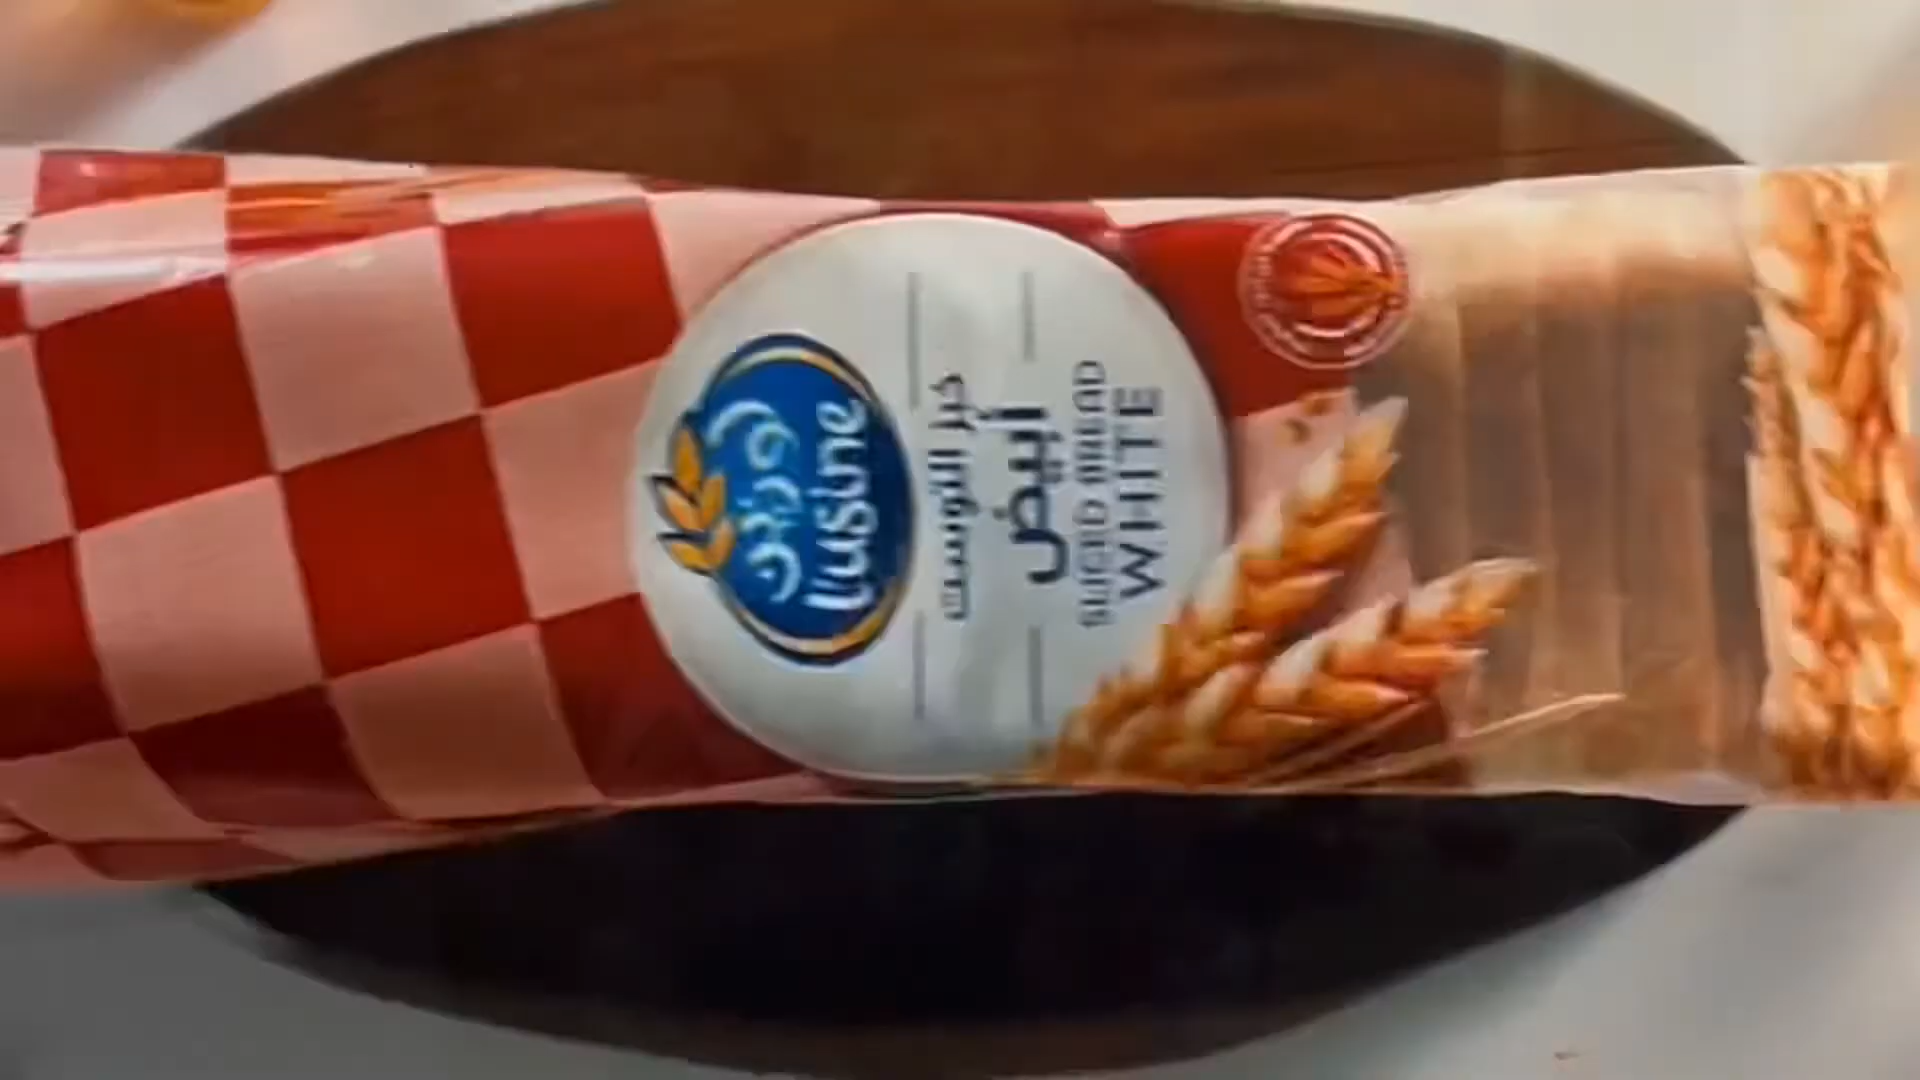 لوزين
lusine
خبز التوست
أبيض
SLICED BREAD
WHITE